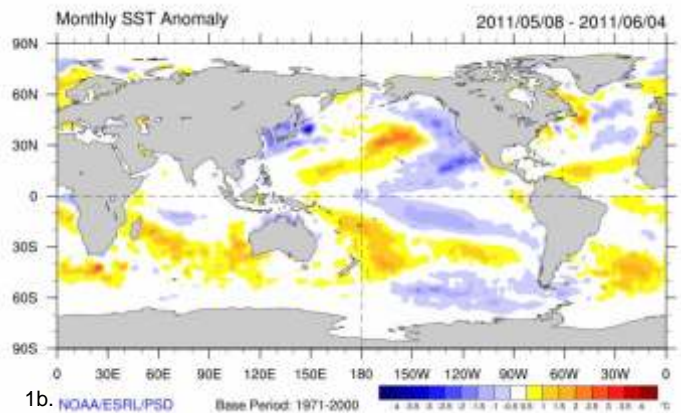 Monthly SST Anomaly 2011/05/08 - 2011/06/04
90N
60N
30N
0
30S
60S
90S
0 30E 60E 90E 120E 150E 180 150W 120W 90W 60W 30W 0
1b. NOAA/ESRL/PSD Base Period: 1971-2000